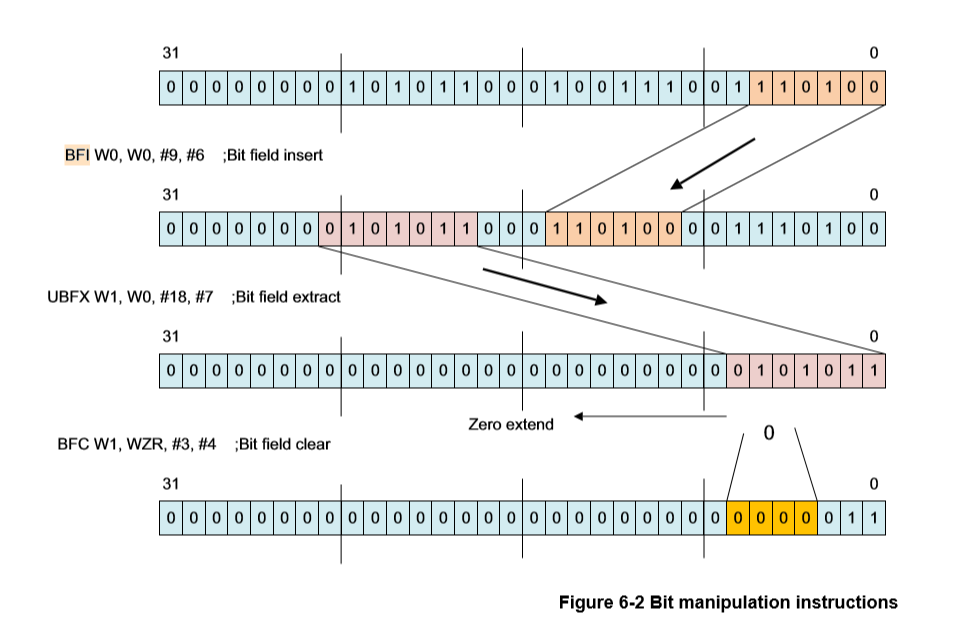 31 0
0 0 0 0 0 0 0 0 1 0 1 0 1 1 0 0 0 1 0 0 1 1 1 0 0 1 1 1 0 1 0 0
BFI W0, W0, #9, #6 ;Bit field insert
31 0
0 0 0 0 0 0 0 0 1 0 1 0 1 1 0 0 0 1 1 0 1 0 0 0 0 1 1 1 0 1 0 0
UBFX W1, W0, #18, #7 ;Bit field extract
31 0
0 0 0 0 0 0 0 0 0 0 0 0 0 0 0 0 0 0 0 0 0 0 0 0 0 0 1 0 1 0 1 1
Zero extend
BFC W1, WZR, #3, #4 ;Bit field clear
0
31 0
0 0 0 0 0 0 0 0 0 0 0 0 0 0 0 0 0 0 0 0 0 0 0 0 0 0 0 0 0 0 1 1
Figure 6-2 Bit manipulation instructions